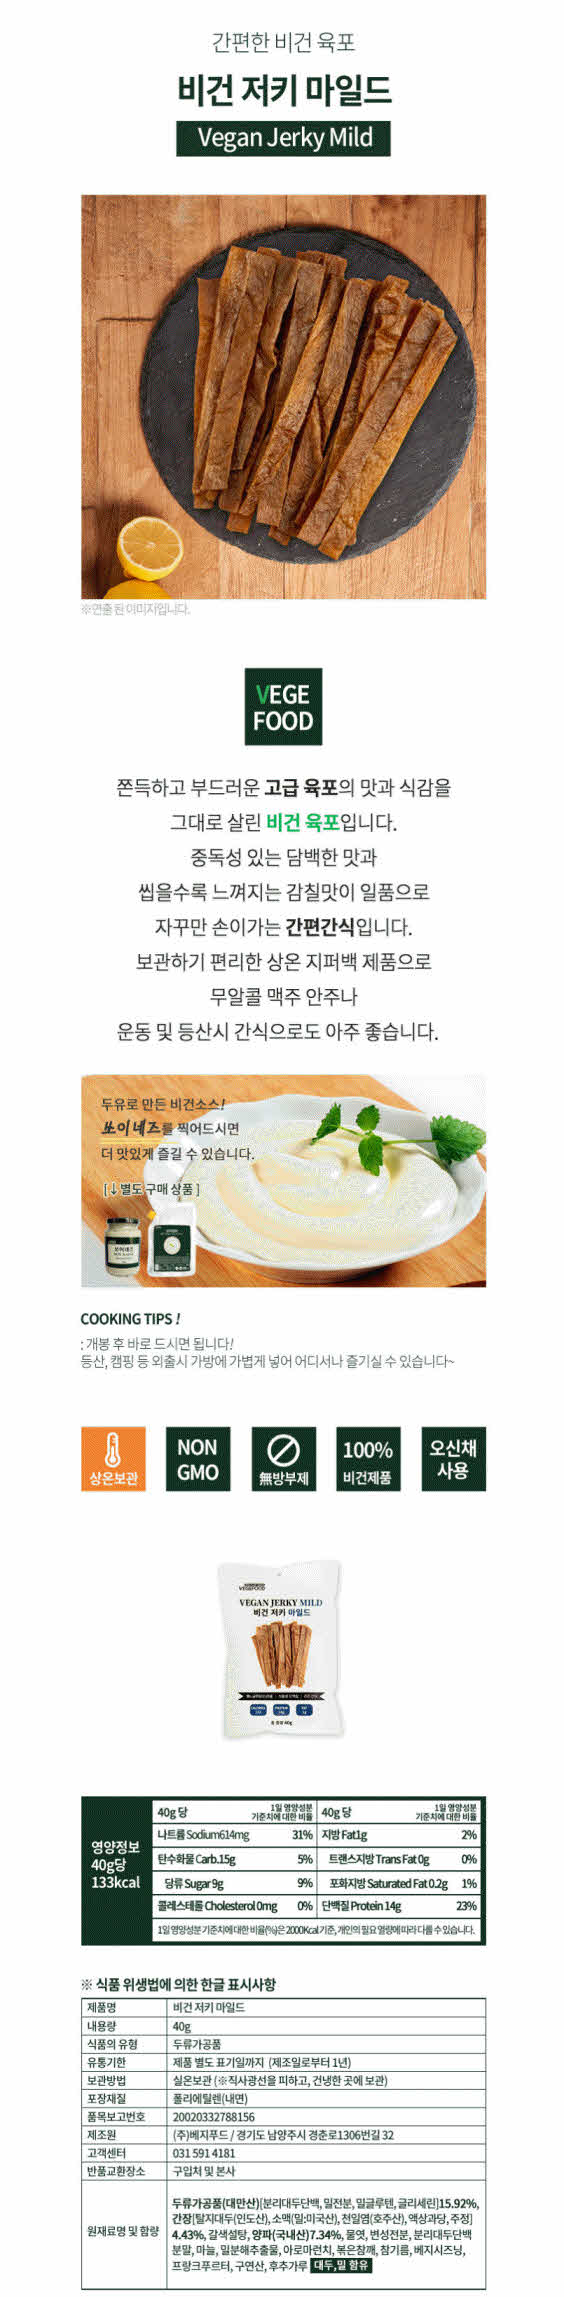 간편한 비건 육포
비건 저키 마일드
Vegan Jerky Mild
※연출 된 이미지입니다.
VEGE
FOOD
쫀득하고 부드러운 고급 육포의 맛과 식감을
그대로 살린 비건 육포입니다.
중독성 있는 담백한 맛과
씹을수록 느껴지는 감칠맛이 일품으로
자꾸만 손이가는 간편간식입니다.
보관하기 편리한 상온 지퍼백 제품으로
무알콜 맥주 안주나
운동 및 등산시 간식으로도 아주 좋습니다.
두유로 만든 비건소스!
쏘이네즈를 찍어드시면
더 맛있게 즐길 수 있습니다.
[↓별도 구매 상품]
쏘이네즈
COOKING TIPS !
: 개봉 후 바로 드시면 됩니다!
등산, 캠핑 등 외출시 가방에 가볍게 넣어 어디서나 즐기실 수 있습니다~
상온보관
NON
GMO
無방부제
100%
비건제품
오신채
사용
VEGEFOOD
VEGAN JERKY MILD
비건 저키 마일드
40g
영양정보
40g당
133kcal
40g 당 1일 영양성분 기준치에 대한 비율 40g 당 1일 영양성분 기준치에 대한 비율
나트륨 Sodium614mg 31% 지방 Fat1g 2%
탄수화물 Carb.15g 5% 트랜스지방 Trans Fat 0g 0%
당류 Sugar 9g 9% 포화지방 Saturated Fat 0.2g 1%
콜레스테롤 Cholesterol 0mg 0% 단백질 Protein 14g 23%
1일 영양성분 기준치에 대한 비율(%)은 2000Kcal 기준, 개인의 필요 열량에 따라 다를 수 있습니다.
※ 식품 위생법에 의한 한글 표시사항
제품명 비건 저키 마일드
내용량 40g
식품의 유형 두류가공품
유통기한 제품 별도 표기일까지 (제조일로부터 1년)
보관방법 실온보관 (※직사광선을 피하고, 건냉한 곳에 보관)
포장재질 폴리에틸렌(내면)
품목보고번호 20020332788156
제조원 (주)베지푸드 / 경기도 남양주시 경춘로1306번길 32
고객센터 031 591 4181
반품교환장소 구입처 및 본사
원재료명 및 함량
두류가공품(대만산)[분리대두단백, 밀전분, 밀글루텐, 글리세린]15.92%,
간장[탈지대두(인도산), 소맥(밀:미국산), 천일염(호주산), 액상과당, 주정]
4.43%, 갈색설탕, 양파(국내산)7.34%, 물엿, 변성전분, 분리대두단백
분말, 마늘, 밀분해추출물, 아로마런치, 볶은참깨, 참기름, 베지시즈닝,
프랑크푸르터, 구연산, 후추가루 대두,밀 함유